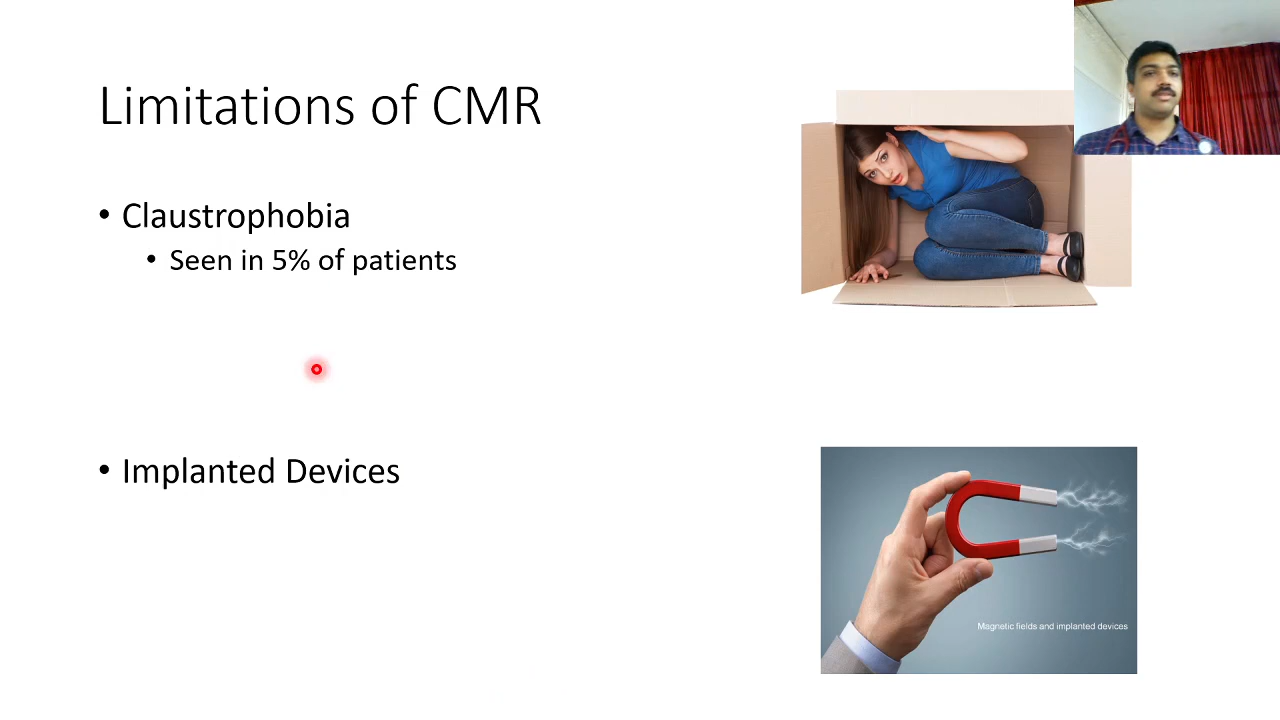 Limitations of CMR
• Claustrophobia
• Seen in 5% of patients
• Implanted Devices
Magnetic fields and implanted devices